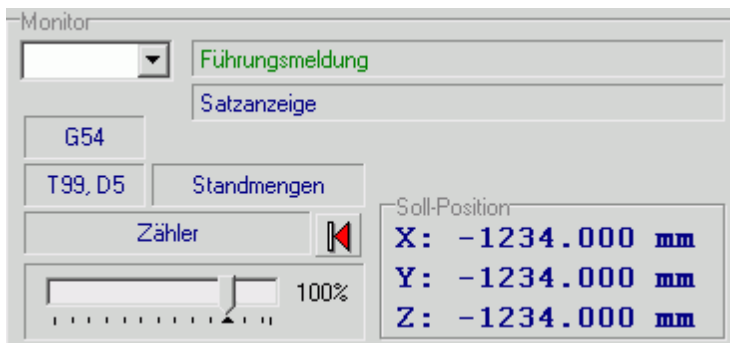 Monitor
Führungsmeldung
Satzanzeige
G54
T99, D5 Standmengen
Zähler
100%
Soll-Position
X: -1234.000 mm
Y: -1234.000 mm
Z: -1234.000 mm